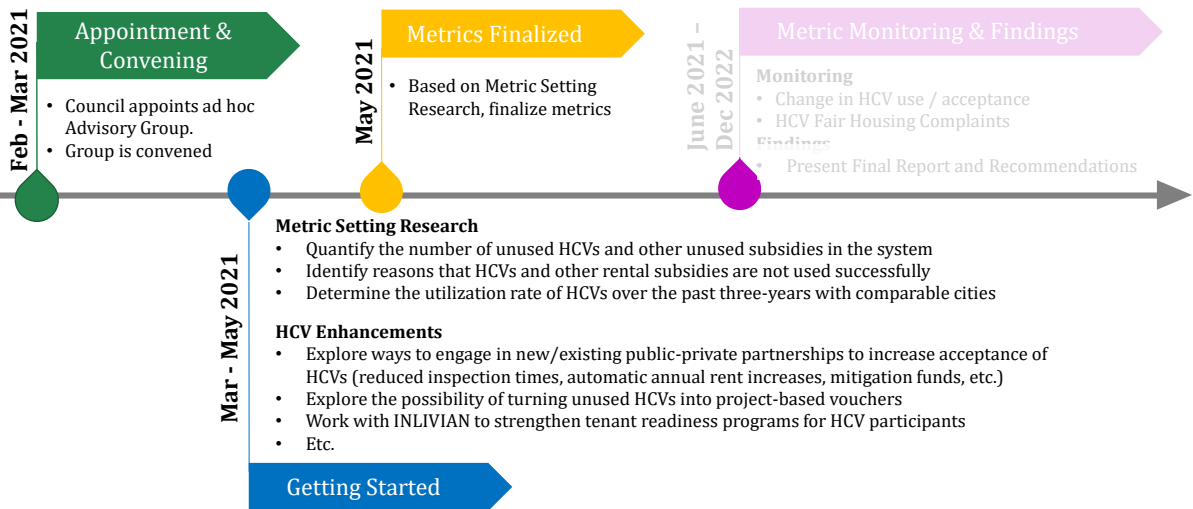 Feb - Mar 2021
Appointment &
Convening
• Council appoints ad hoc
Advisory Group.
• Group is convened
May 2021
Metrics Finalized
• Based on Metric Setting
Research, finalize metrics
June 2021 –
Dec 2022
Metric Monitoring & Findings
Monitoring
• Change in HCV use / acceptance
• HCV Fair Housing Complaints
Findings
• Present Final Report and Recommendations
Mar - May 2021
Metric Setting Research
• Quantify the number of unused HCVs and other unused subsidies in the system
• Identify reasons that HCVs and other rental subsidies are not used successfully
• Determine the utilization rate of HCVs over the past three-years with comparable cities
HCV Enhancements
• Explore ways to engage in new/existing public-private partnerships to increase acceptance of
HCVs (reduced inspection times, automatic annual rent increases, mitigation funds, etc.)
• Explore the possibility of turning unused HCVs into project-based vouchers
• Work with INLIVIAN to strengthen tenant readiness programs for HCV participants
• Etc.
Getting Started